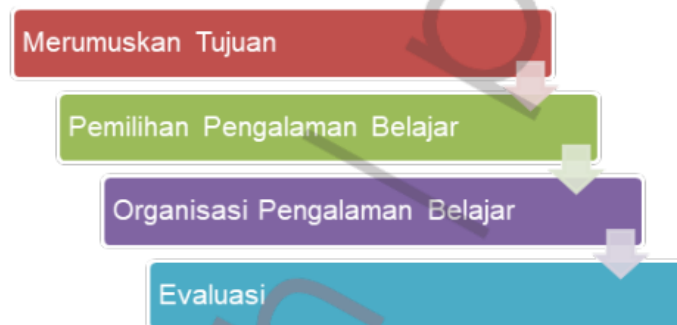 Merumuskan Tujuan
Pemilihan Pengalaman Belajar
Organisasi Pengalaman Belajar
Evaluasi